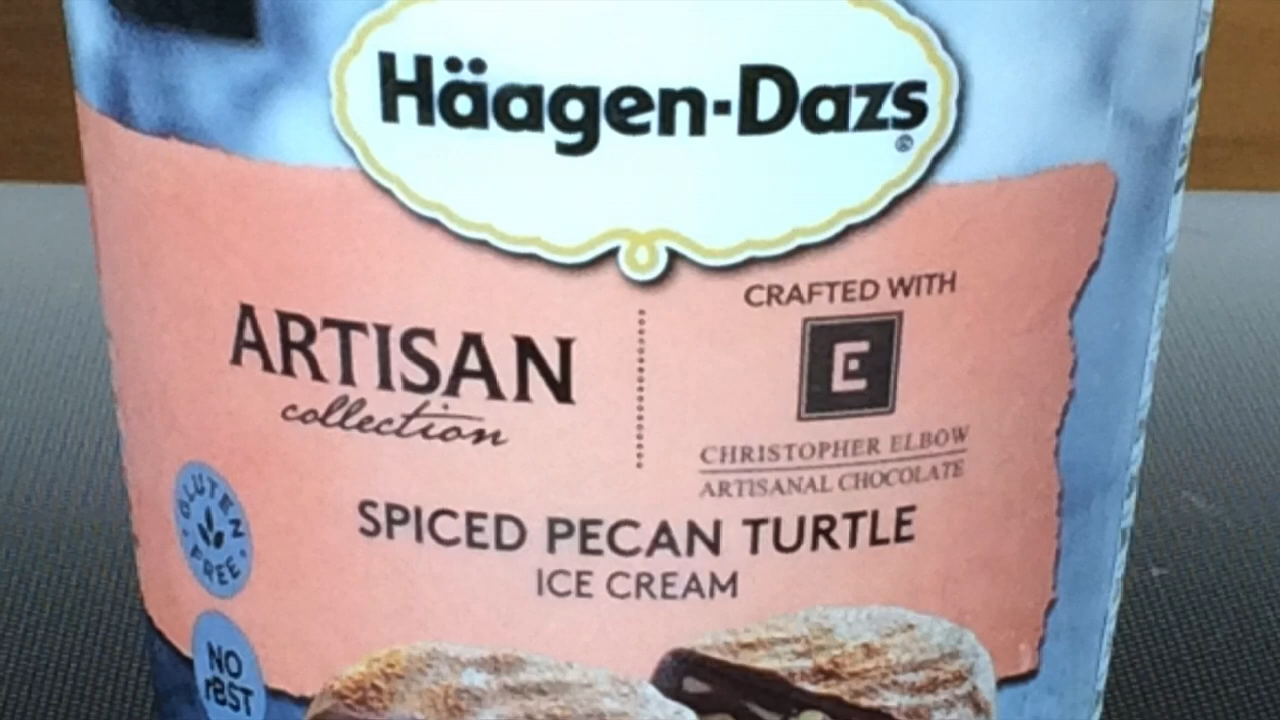 Häagen-Dazs®
ARTISAN
collection
CRAFTED WITH
E
CHRISTOPHER ELBOW
ARTISANAL CHOCOLATE
SPICED PECAN TURTLE
ICE CREAM
GLUTEN
FREE
NO
rBST